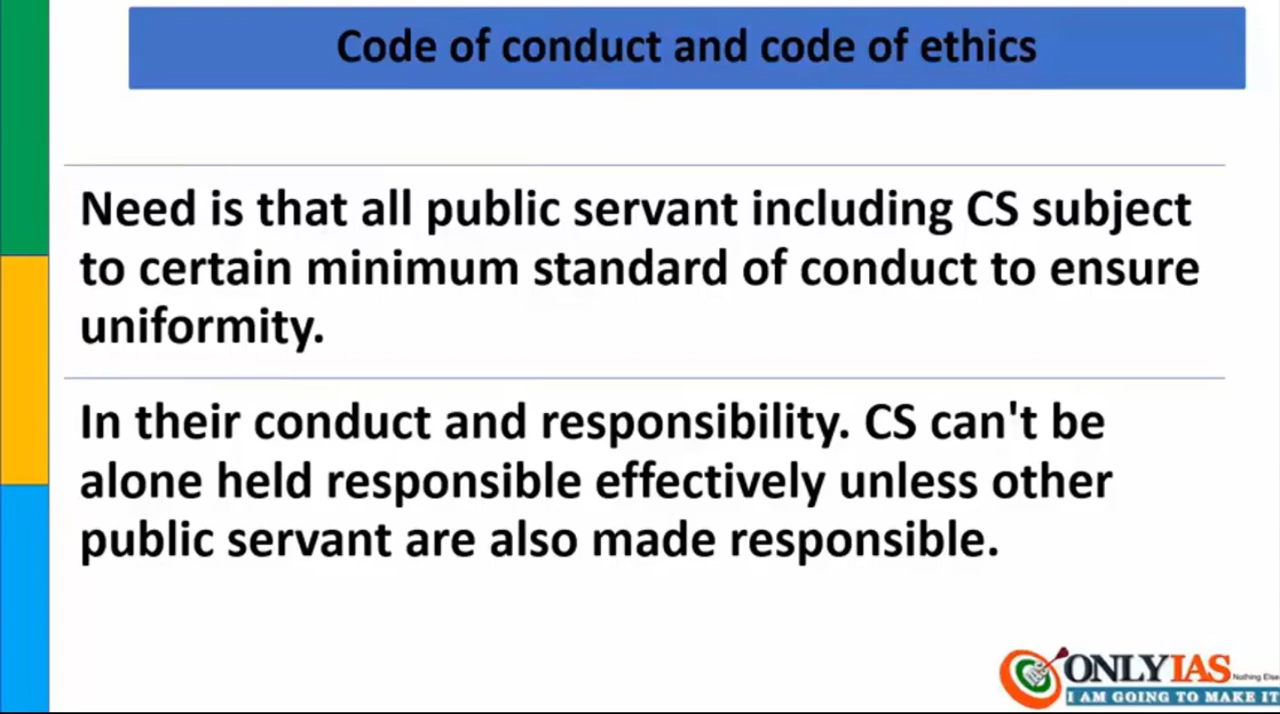 Code of conduct and code of ethics
Need is that all public servant including CS subject
to certain minimum standard of conduct to ensure
uniformity.
In their conduct and responsibility. CS can't be
alone held responsible effectively unless other
public servant are also made responsible.
ONLYIAS
Nothing Else
I AM GOING TO MAKE IT